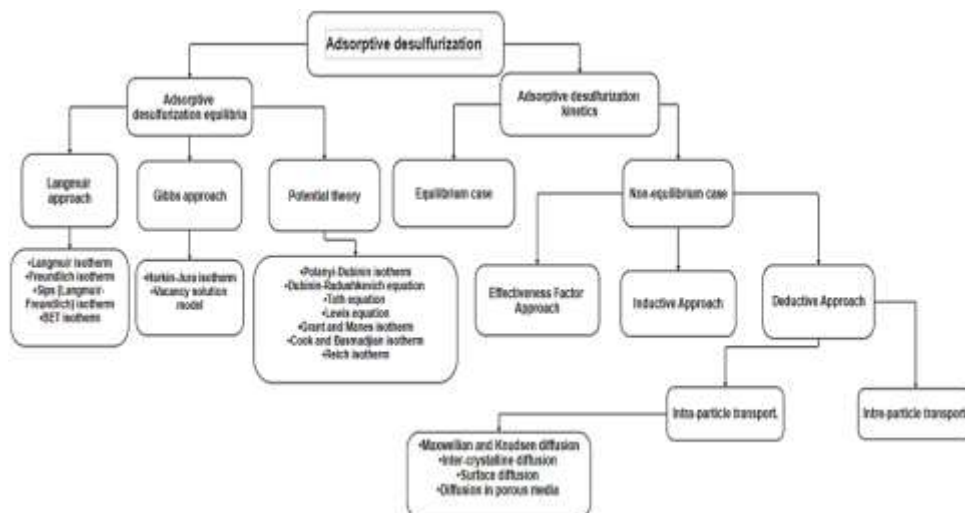 Adsorptive desulfurization
Adsorptive
desulfurization equilibria
Adsorptive desulfurization
kinetics
Langmuir
approach
Gibbs approach
Potential theory
Equilibrium case
Non-equilibrium case
•Langmuir isotherm
•Freundlich isotherm
•Sips (Langmuir-
Freundlich) isotherm
•BET isotherm
•Harkin-Jura isotherm
•Vacancy solution
model
•Polanyi-Dubinin isotherm
•Dubinin-Radushkevich equation
•Toth equation
•Lewis equation
•Grant and Manes isotherm
•Cook and Basmadjian isotherm
•Reich isotherm
Effectiveness Factor
Approach
Inductive Approach
Deductive Approach
Intra-particle transport.
Intre-particle transport
•Maxwellian and Knudsen diffusion
•Inter-crystalline diffusion
•Surface diffusion
•Diffusion in porous media